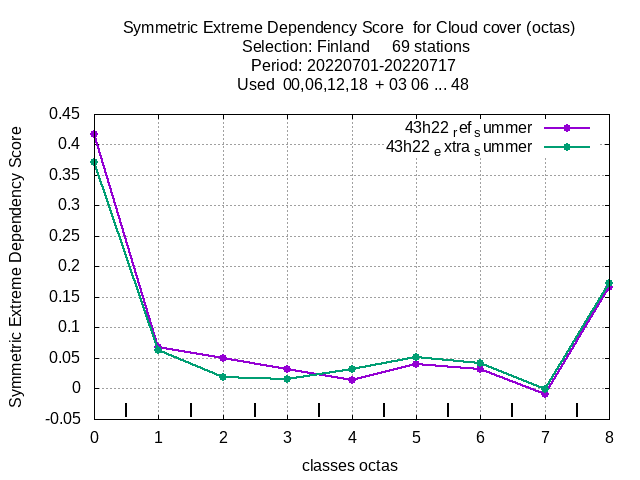 Symmetric Extreme Dependency Score for Cloud cover (octas)
Selection: Finland 69 stations
Period: 20220701-20220717
Used 00,06,12,18 + 03 06 ... 48
43h22 ref summer
43h22 extra summer
Symmetric Extreme Dependency Score
0.45
0.4
0.35
0.3
0.25
0.2
0.15
0.1
0.05
0
-0.05
0 1 2 3 4 5 6 7 8
classes octas